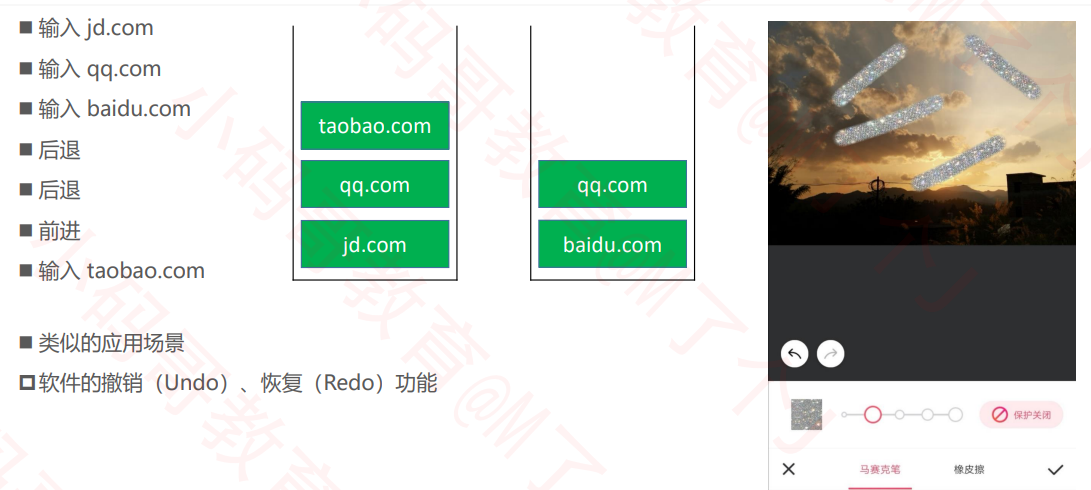 ■ 输入 jd.com
■ 输入 qq.com
■ 输入 baidu.com
■ 后退
■ 后退
■ 前进
■ 输入 taobao.com
■ 类似的应用场景
软件的撤销（Undo）、恢复（Redo）功能
taobao.com
qq.com
jd.com
qq.com
baidu.com
保护关闭
马赛克笔
橡皮擦
小码哥教育@M了个J